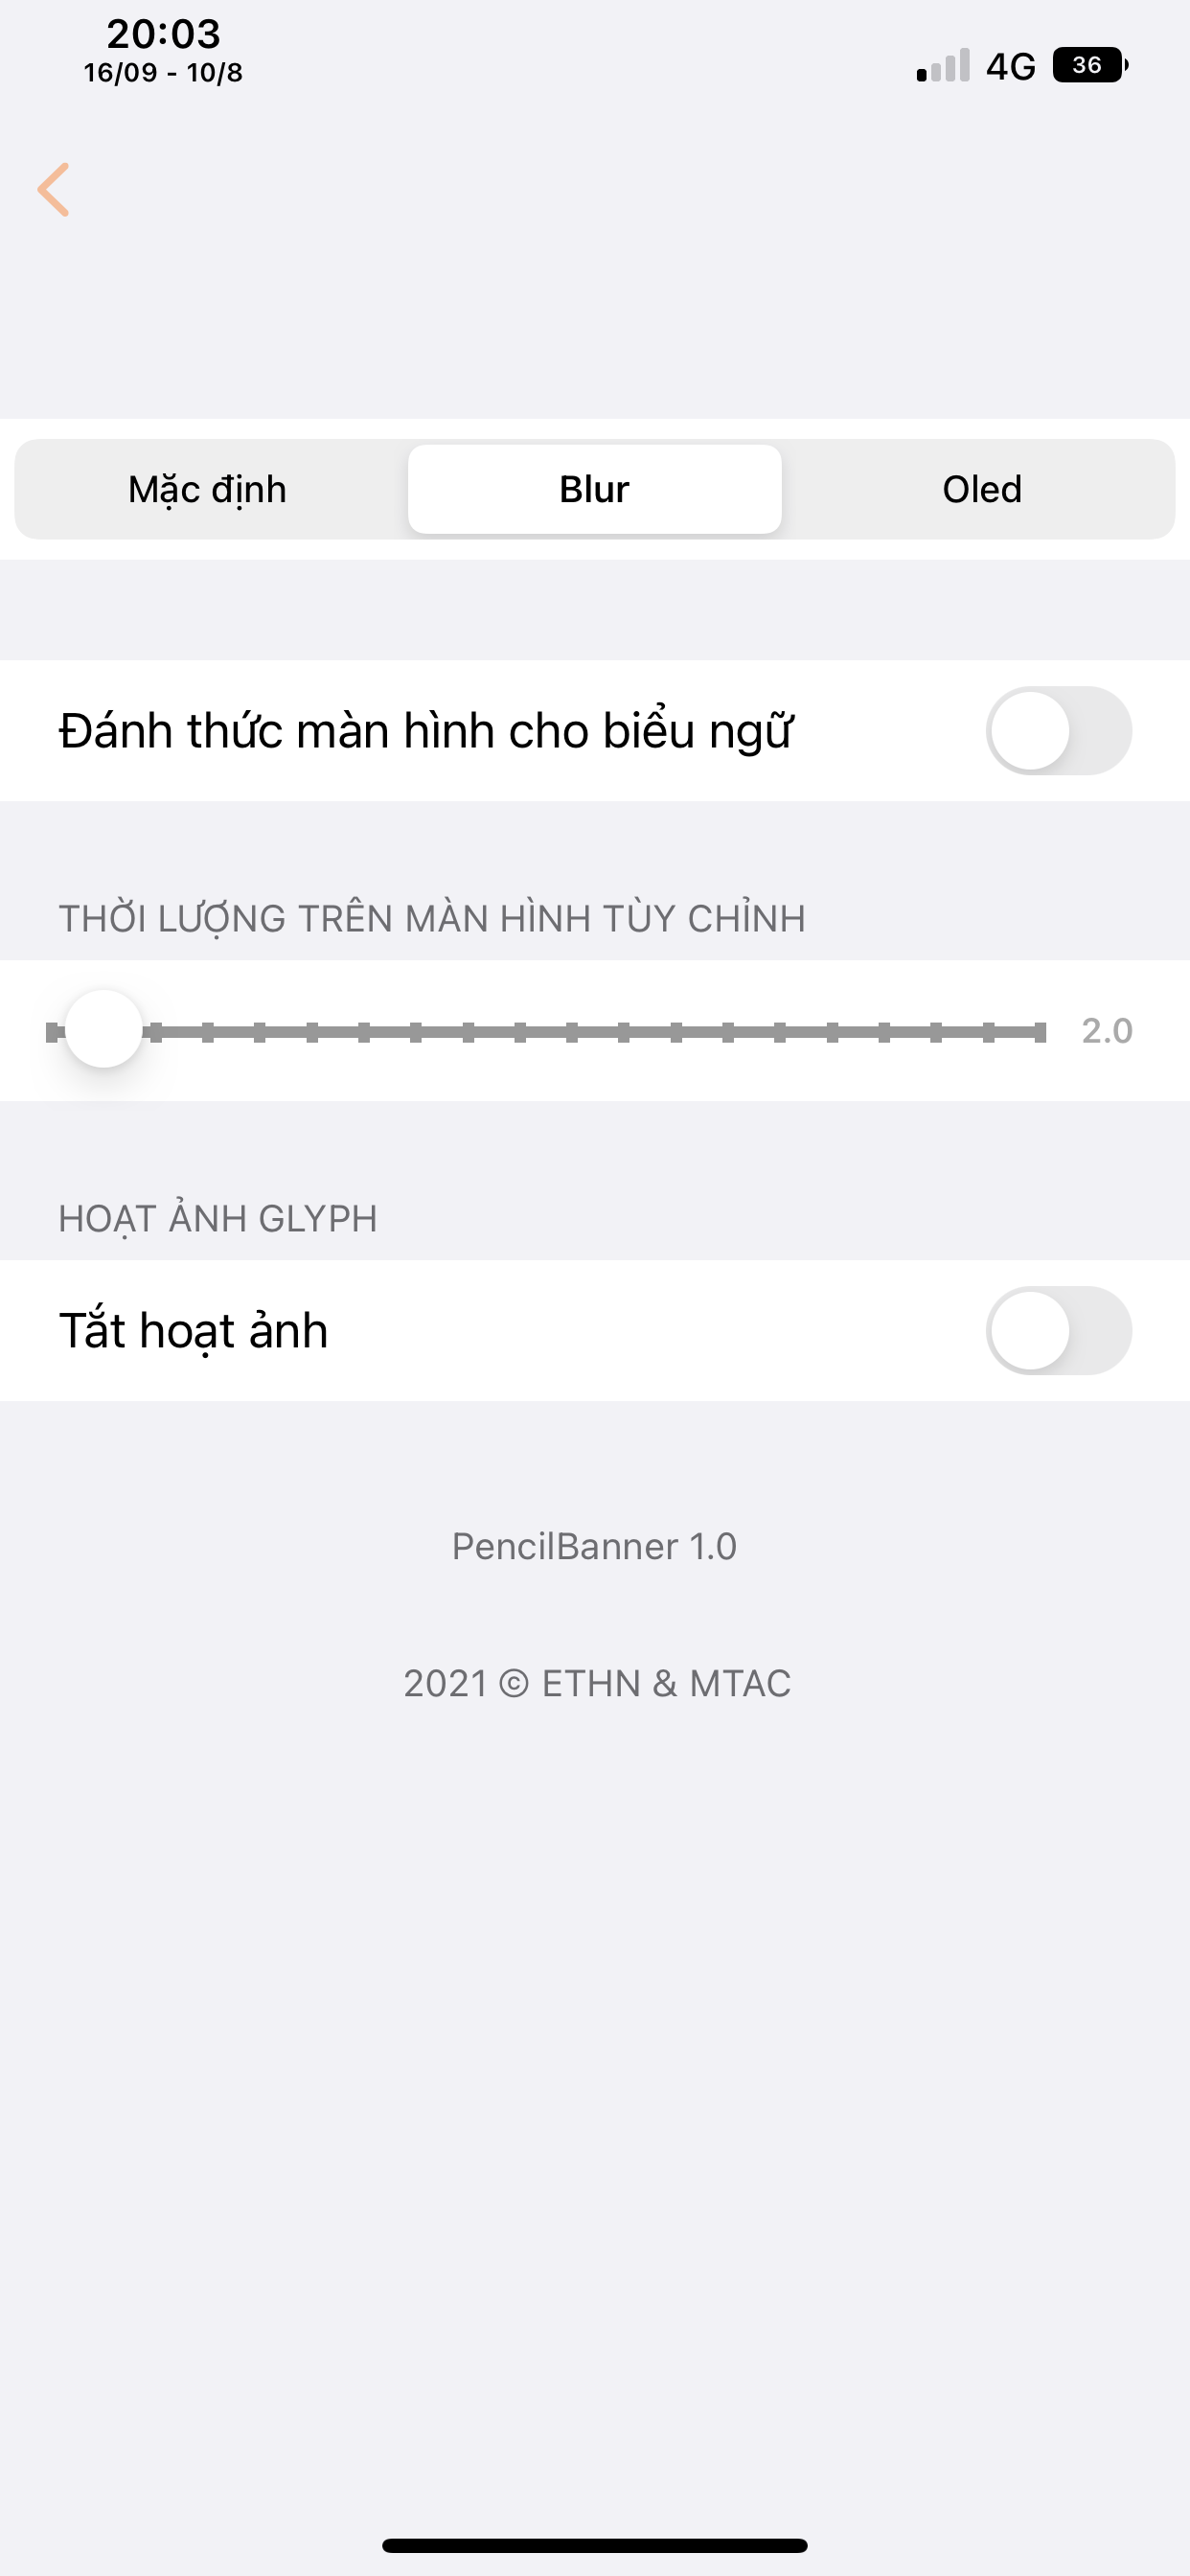 20:03
16/09 - 10/8
4G
36
Mặc định
Blur
Oled
Đánh thức màn hình cho biểu ngữ
THỜI LƯỢNG TRÊN MÀN HÌNH TÙY CHỈNH
2.0
HOẠT ẢNH GLYPH
Tắt hoạt ảnh
PencilBanner 1.0
2021 © ETHN & MTAC